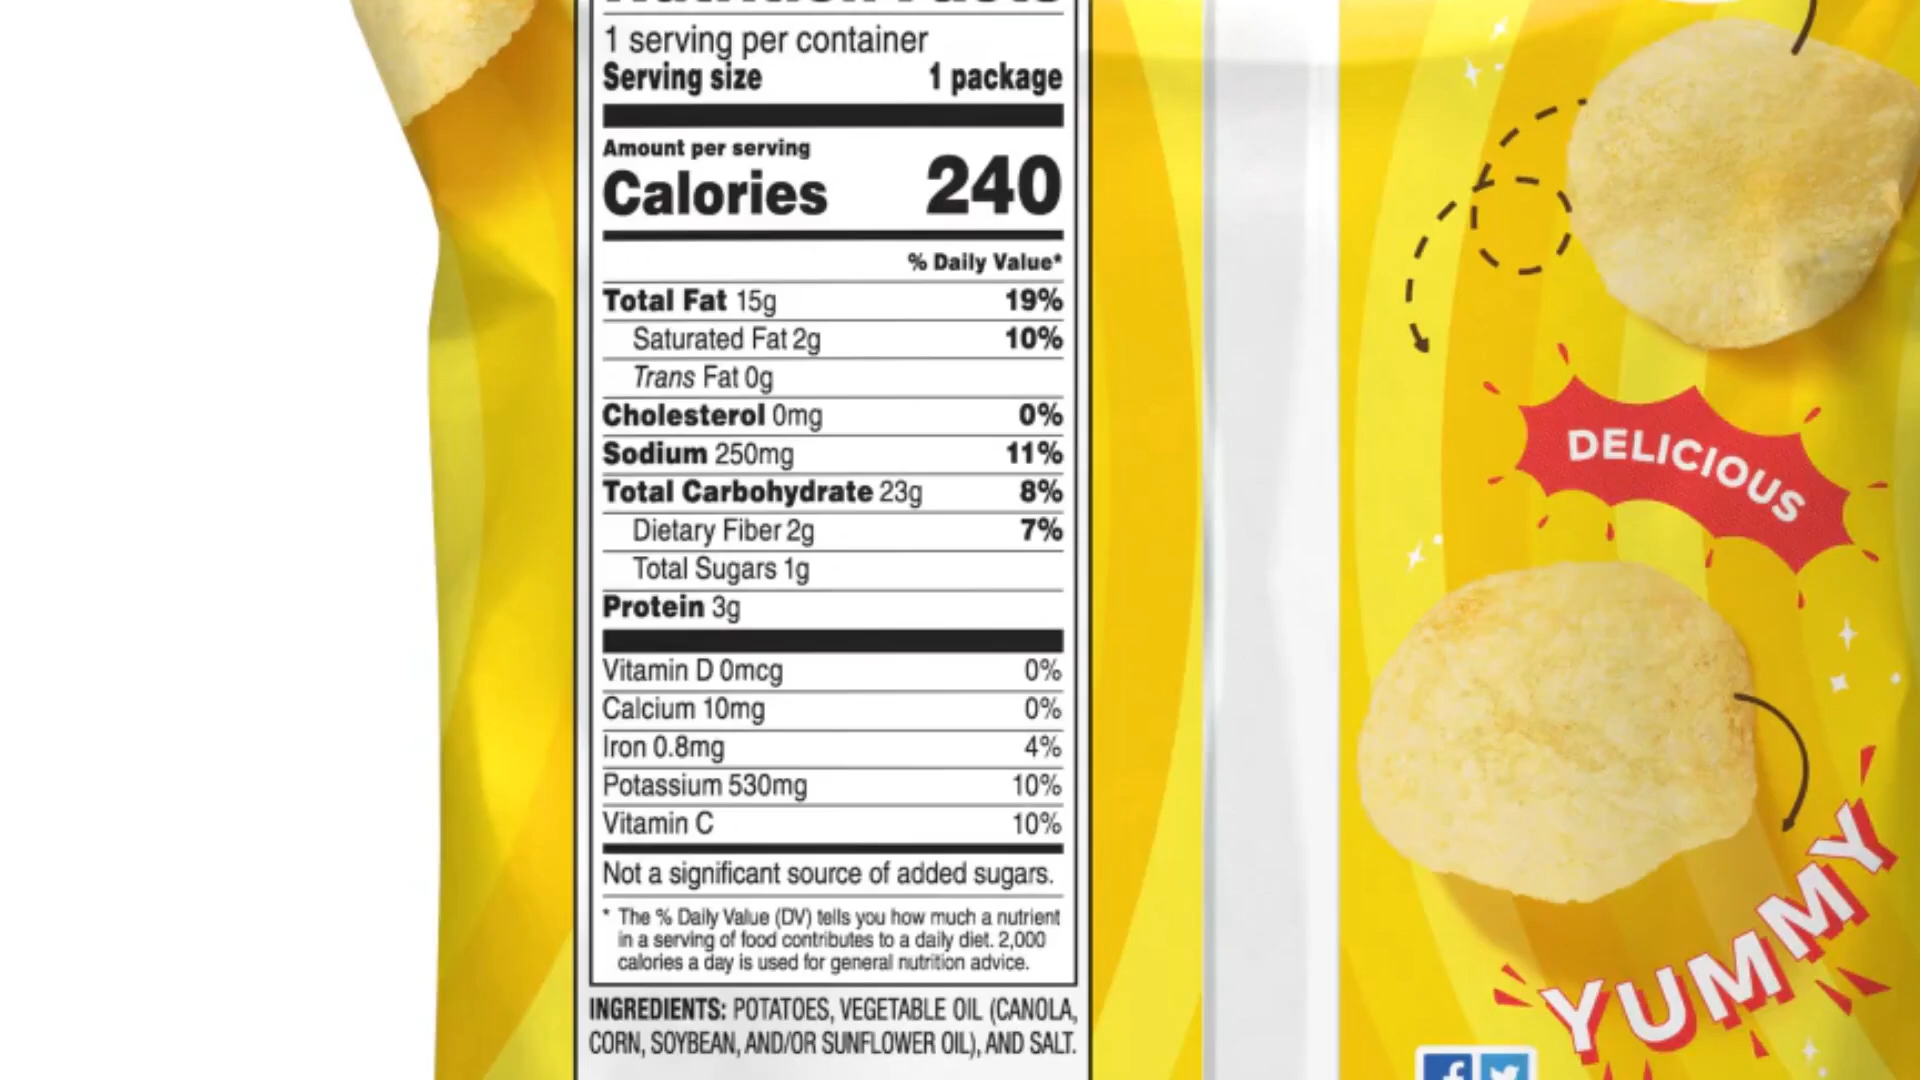 Nutrition Facts
1 serving per container
Serving size 1 package
Amount per serving
Calories 240
% Daily Value*
Total Fat 15g 19%
Saturated Fat 2g 10%
Trans Fat 0g
Cholesterol 0mg 0%
Sodium 250mg 11%
Total Carbohydrate 23g 8%
Dietary Fiber 2g 7%
Total Sugars 1g
Protein 3g
Vitamin D 0mcg 0%
Calcium 10mg 0%
Iron 0.8mg 4%
Potassium 530mg 10%
Vitamin C 10%
Not a significant source of added sugars.
* The % Daily Value (DV) tells you how much a nutrient
in a serving of food contributes to a daily diet. 2,000
calories a day is used for general nutrition advice.
INGREDIENTS: POTATOES, VEGETABLE OIL (CANOLA,
CORN, SOYBEAN, AND/OR SUNFLOWER OIL), AND SALT.
DELICIOUS
YUMMY